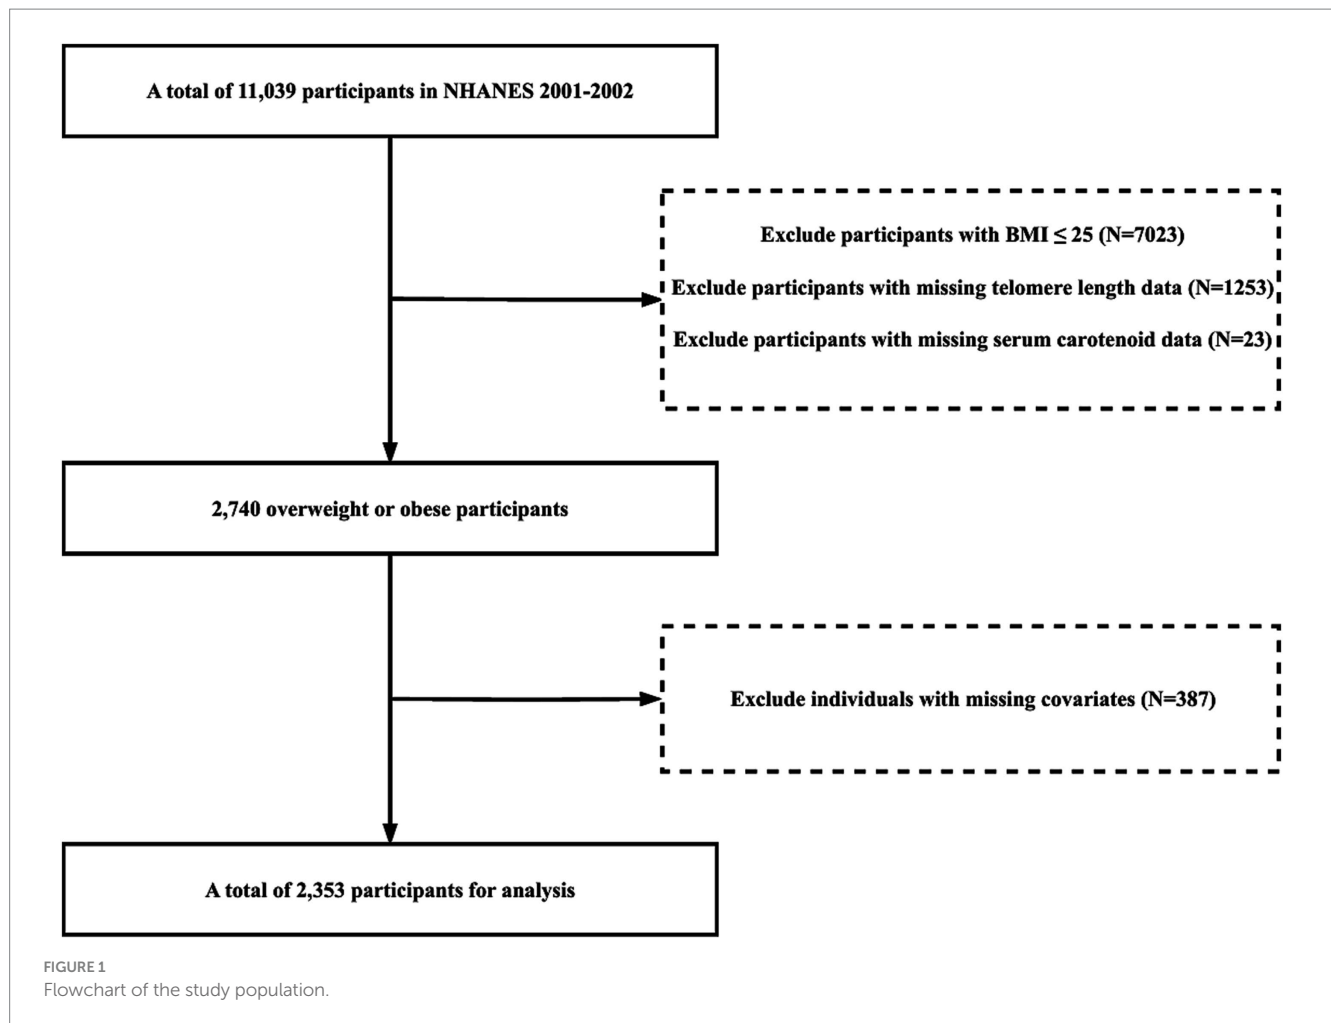 A total of 11,039 participants in NHANES 2001-2002
Exclude participants with BMI ≤ 25 (N=7023)
Exclude participants with missing telomere length data (N=1253)
Exclude participants with missing serum carotenoid data (N=23)
2,740 overweight or obese participants
Exclude individuals with missing covariates (N=387)
A total of 2,353 participants for analysis
FIGURE 1
Flowchart of the study population.